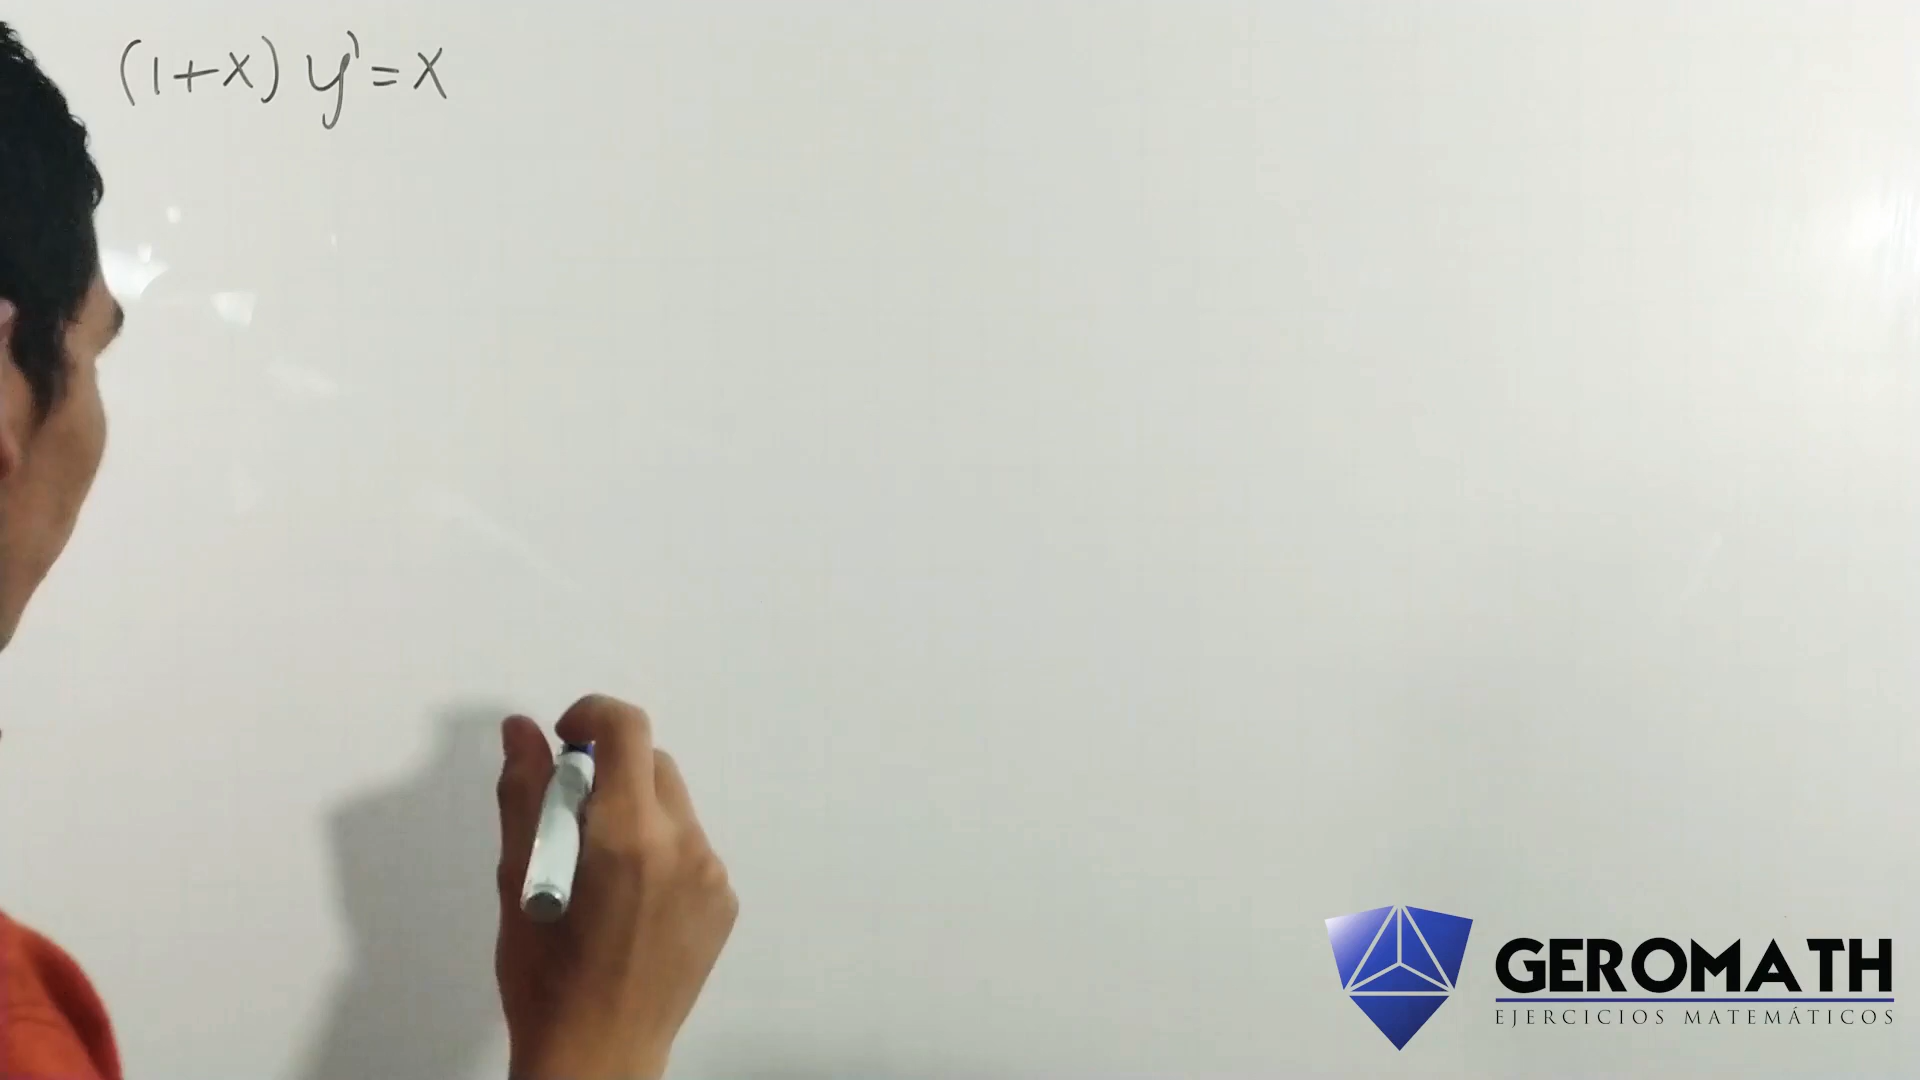 (1+x) y' = x
GEROMATH
EJERCICIOS MATEMÁTICOS